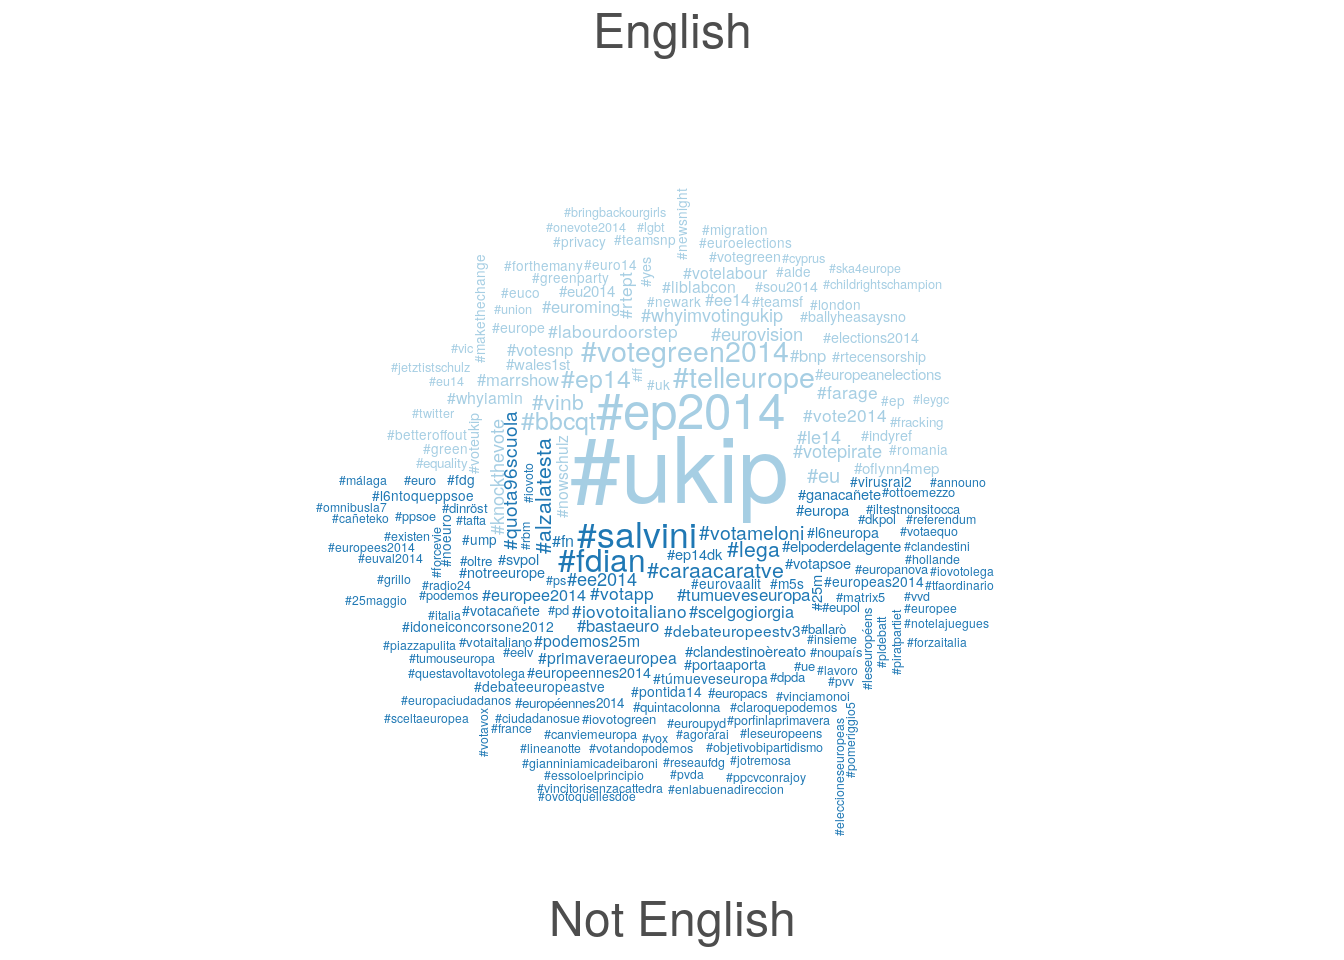 English
#bringbackourgirls
#newsnight
#onevote2014 #lgbt
#privacy #teamsnp
#migration
#euroelections
#votegreen #cyprus
#makethechange
#forthemany #euro14
#yes
#votelabour #aide #ska4europe
#greenparty
#rtept
#liblabcon #sou2014 #childrightschampion
#euco #eu2014
#newark #ee14 #teamsf #london
#union #euroming
#whyimvotingukip #ballyheasaysno
#europe #labourdoorstep #eurovision #elections2014
#vic #votesnp #votegreen2014 #bnp #rtecensorship
#jetztistschulz #wales1st
#eu14 #marrshow #ep14 #ff #uk #telleurope #europeanelections
#whyiamin #vinb #farage #ep #leygc
#twitter #bbcqt #ep2014 #vote2014 #fracking
#betteroffout #voteukip #knockthevote #quota96scuola #le14 #indyref
#green #alzalatesta #nowschulz #votepirate #romania
#equality #iovoto #ukip #eu #oflynn4mep
#málaga #euro #fdg #virusrai2 #announo
#l6ntoqueppsoe #ganacañete #ottoemezzo
#omnibusla7 #dinröst #europa #iltestnonsitocca
#cañeteko #ppsoe #tafta #dkpol #referendum
#existen #forcevie #noeuro #ump #rbm #fn #salvini #votameloni #l6neuropa #votaequo
#europees2014 #ep14dk #lega #elpoderdelagente #clandestini
#euval2014 #oltre #svpol #fdian #votapsoe #hollande
#notreeurope #caraacaratve #europanova #iovotolega
#grillo #radio24 #ps #ee2014 #eurovaalit #m5s #25m #europeas2014 #tfaordinario
#25maggio #podemos #europee2014 #votapp #tumueveseuropa #matrix5 #vvd
#italia #votacañete #pd #iovotoitaliano #scelgogiorgia #eupol #europee
#idoneiconcorsone2012 #bastaeuro #debateuropeestv3 #ballarò #leseuropéens #pldebatt #piratpartiet #notelajuegues
#piazzapulita #votaitaliano #podemos25m #insieme #forzaitalia
#tumouseuropa #eelv #primaveraeuropea #clandestinoèreato #noupaís
#portaaporta #ue #lavoro
#questavoltavotolega #europeennes2014 #túmueveseuropa #dpda #pvv
#debateeuropeestve #pontida14 #europacs #vinciamonoi
#europaciudadanos #européennes2014 #quintacolonna #claroquepodemos
#sceltaeuropea #votavox #ciudadanosue #iovotogreen #euroupyd #porfinlaprimavera #eleccioneseuropeas #pomeriggio5
#france #canviemeuropa #vox #agorarai #leseuropeens
#lineanotte #votandopodemos #objetivobipartidismo
#gianniniamicadeibaroni #reseaufdg #jotremosa
#essoloelprincipio #pvda #ppcvconrajoy
#vincitorisenzacattedra #enlabuenadireccion
#ovotoquellesdoe
Not English